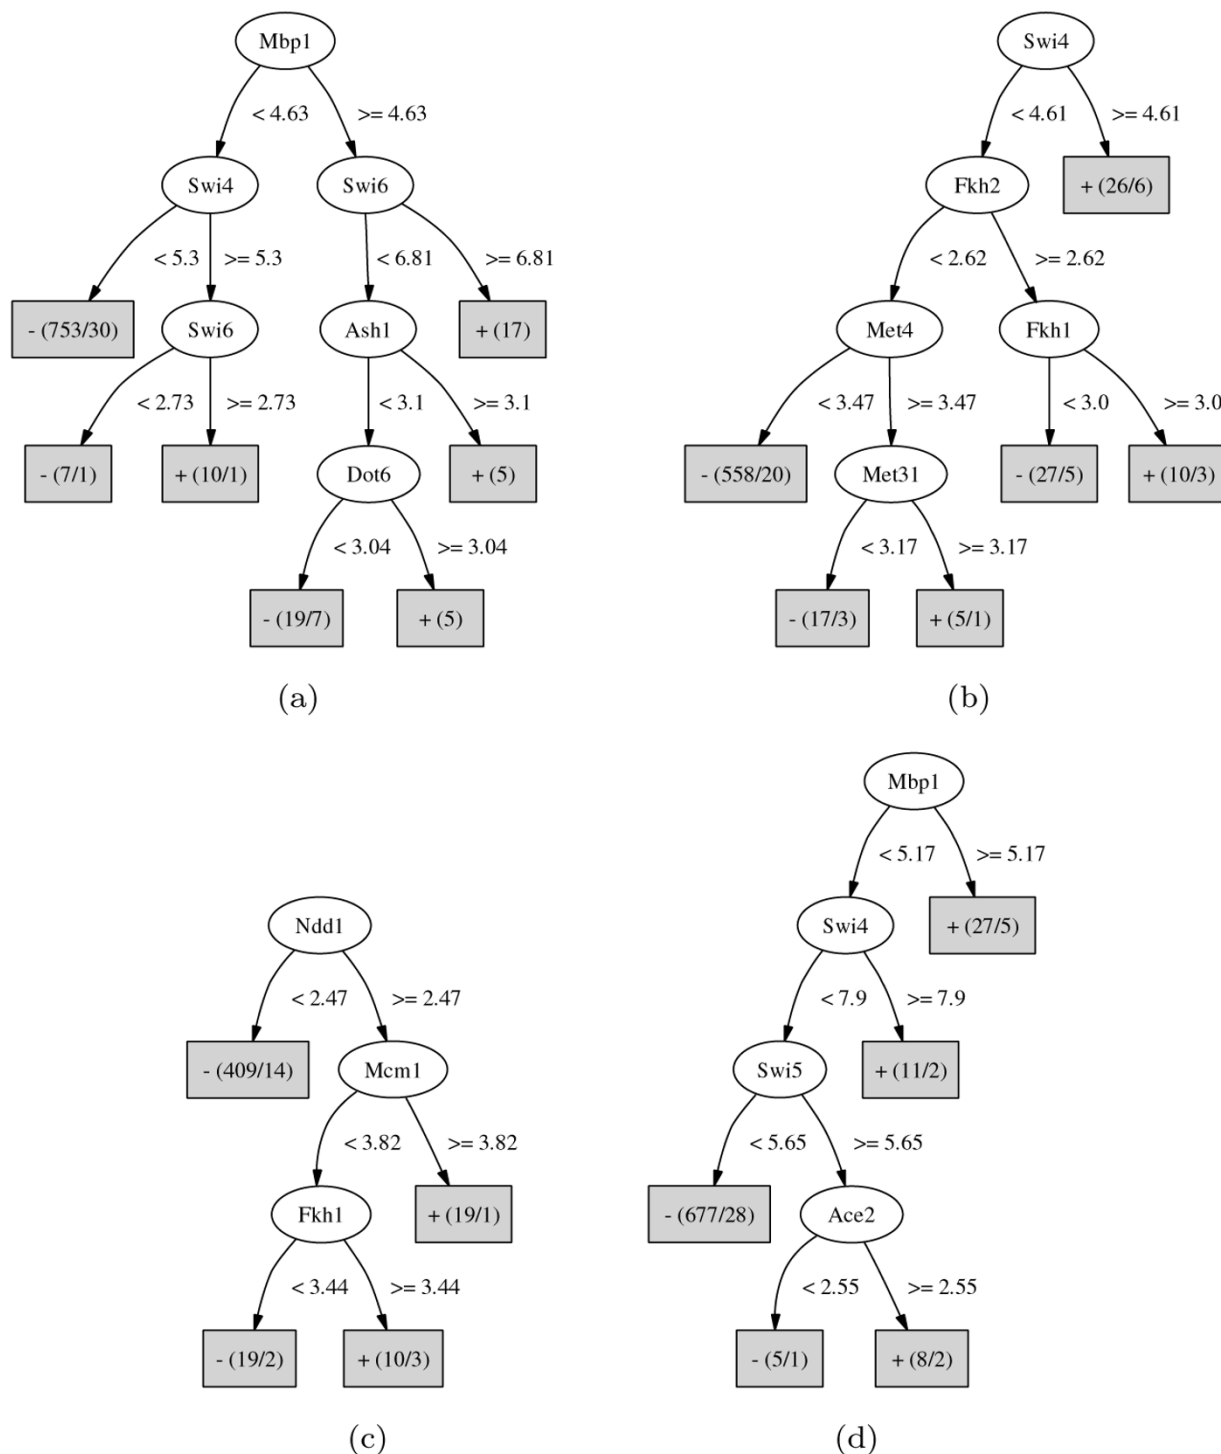 Mbp1
< 4.63
>= 4.63
Swi4
Swi6
< 5.3
>= 5.3
< 6.81
>= 6.81
- (753/30)
Swi6
Ash1
+ (17)
< 2.73
>= 2.73
< 3.1
>= 3.1
- (7/1)
+ (10/1)
Dot6
+ (5)
< 3.04
>= 3.04
- (19/7)
+ (5)
(a)
Swi4
< 4.61
>= 4.61
Fkh2
+ (26/6)
< 2.62
>= 2.62
Met4
Fkh1
< 3.47
>= 3.47
< 3.0
>= 3.0
- (558/20)
Met31
- (27/5)
+ (10/3)
< 3.17
>= 3.17
- (17/3)
+ (5/1)
(b)
Ndd1
< 2.47
>= 2.47
- (409/14)
Mcm1
< 3.82
>= 3.82
Fkh1
+ (19/1)
< 3.44
>= 3.44
- (19/2)
+ (10/3)
(c)
Mbp1
< 5.17
>= 5.17
Swi4
+ (27/5)
< 7.9
>= 7.9
Swi5
+ (11/2)
< 5.65
>= 5.65
- (677/28)
Ace2
< 2.55
>= 2.55
- (5/1)
+ (8/2)
(d)